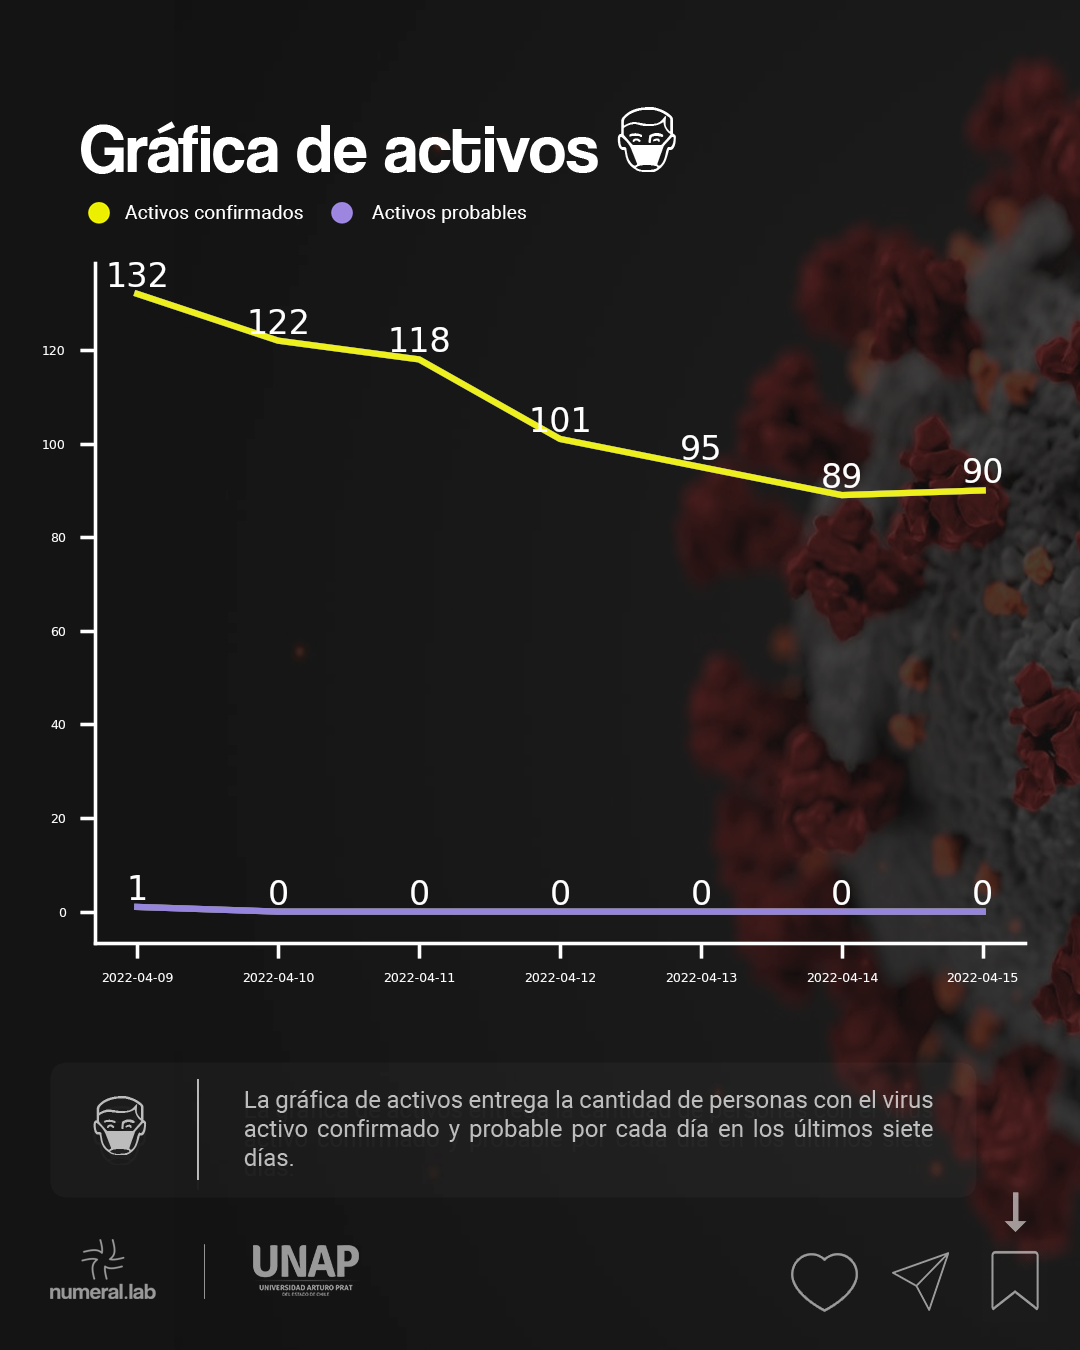 Gráfica de activos
Activos confirmados Activos probables
132
122
118
101
95
89
90
120
100
80
60
40
20
0
1 0 0 0 0 0 0
2022-04-09 2022-04-10 2022-04-11 2022-04-12 2022-04-13 2022-04-14 2022-04-15
La gráfica de activos entrega la cantidad de personas con el virus
activo confirmado y probable por cada día en los últimos siete
días.
numeral.lab
UNAP
UNIVERSIDAD ARTURO PRAT
DEL ESTADO DE CHILE